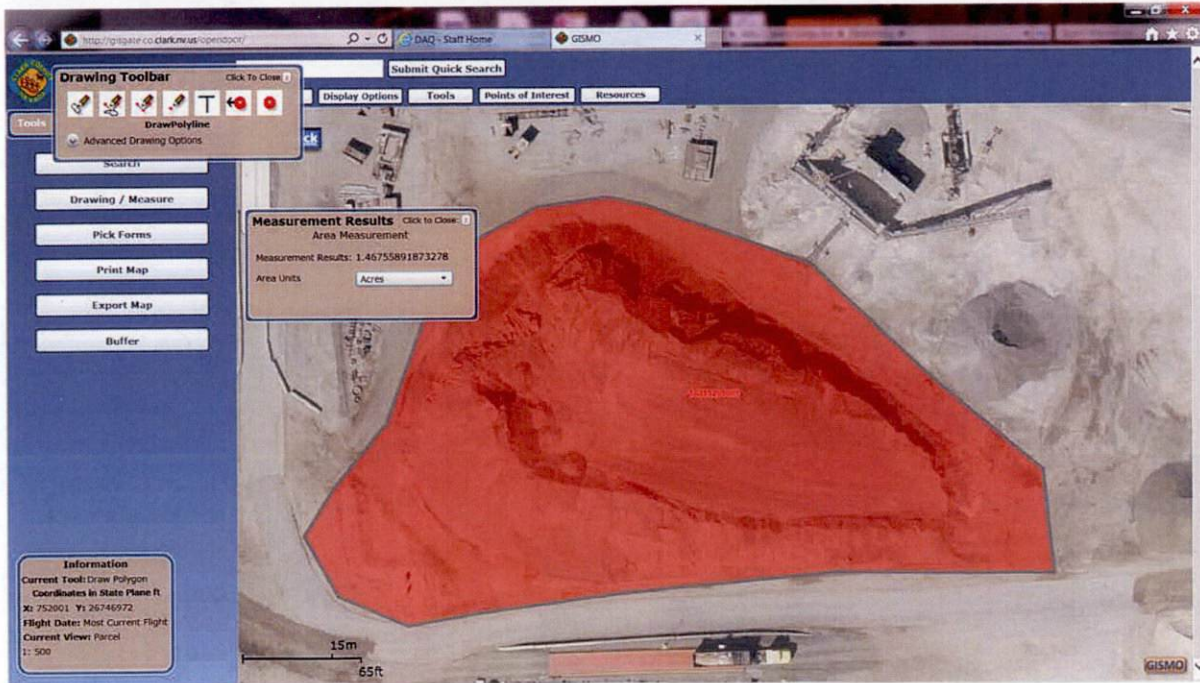 http://gisgate.co.clark.nv.us/opendoor/
DAQ - Staff Home
GISMO
Drawing Toolbar
Click To Close
DrawPolyline
Advanced Drawing Options
Submit Quick Search
Display Options
Tools
Points of Interest
Resources
Tools
Search
Drawing / Measure
Pick Forms
Print Map
Export Map
Buffer
Measurement Results
Click to Close:
Area Measurement
Measurement Results: 1.46755891873278
Area Units
Acres
Information
Current Tool: Draw Polygon
Coordinates in State Plane ft
X: 752001 Y: 26746972
Flight Date: Most Current Flight
Current View: Parcel
1: 500
15m
65ft
GISMO